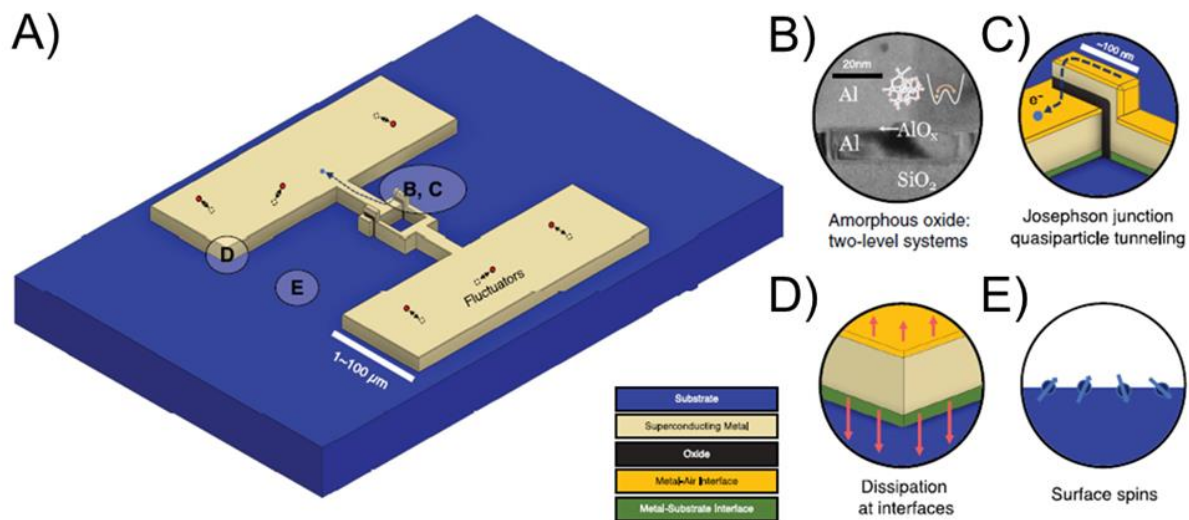 A)
B, C
D
E
Fluctuators
1~100 μm
Substrate
Superconducting Metal
Oxide
Metal-Air Interface
Metal-Substrate Interface
B)
20nm
Al
AlOₓ
Al
SiO₂
Amorphous oxide:
two-level systems
C)
~100 nm
e⁻
Josephson junction
quasiparticle tunneling
D)
Dissipation
at interfaces
E)
Surface spins